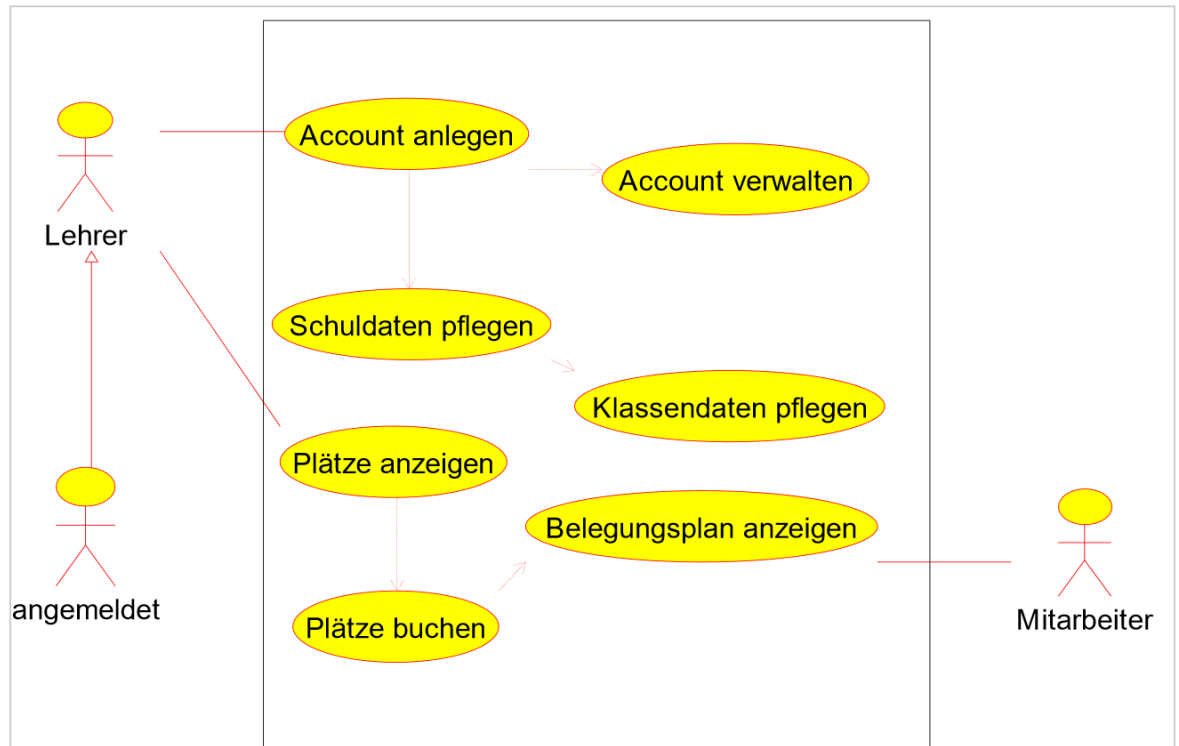 Account anlegen
Account verwalten
Lehrer
Schuldaten pflegen
Klassendaten pflegen
Plätze anzeigen
Belegungsplan anzeigen
angemeldet
Plätze buchen
Mitarbeiter